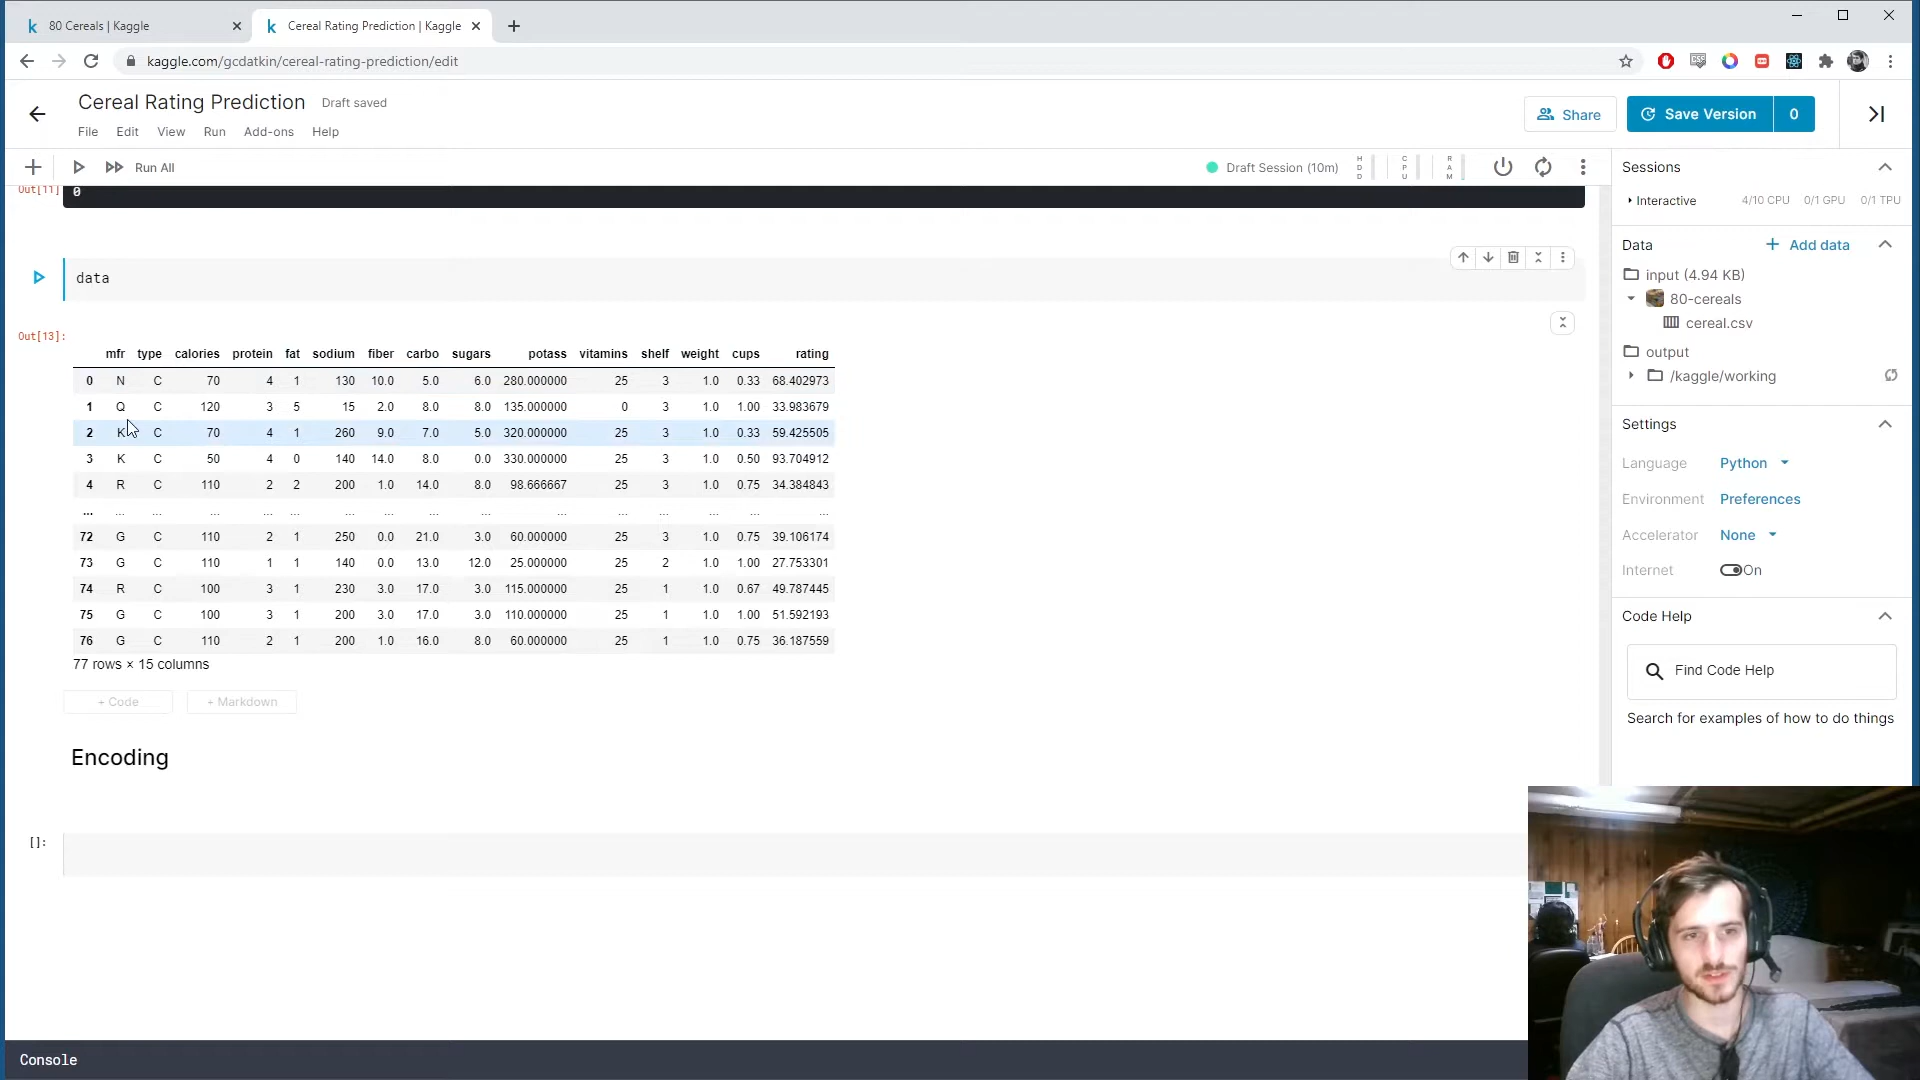 80 Cereals | Kaggle
Cereal Rating Prediction | Kaggle
kaggle.com/gcdatkin/cereal-rating-prediction/edit
Cereal Rating Prediction Draft saved
File Edit View Run Add-ons Help
Share
Save Version 0
Run All
Draft Session (10m)
HDD CPU RAM
Out[11] 0
data
Out[13]:
mfr type calories protein fat sodium fiber carbo sugars potass vitamins shelf weight cups rating
0 N C 70 4 1 130 10.0 5.0 6.0 280.000000 25 3 1.0 0.33 68.402973
1 Q C 120 3 5 15 2.0 8.0 8.0 135.000000 0 3 1.0 1.00 33.983679
2 K C 70 4 1 260 9.0 7.0 5.0 320.000000 25 3 1.0 0.33 59.425505
3 K C 50 4 0 140 14.0 8.0 0.0 330.000000 25 3 1.0 0.50 93.704912
4 R C 110 2 2 200 1.0 14.0 8.0 98.666667 25 3 1.0 0.75 34.384843
... ... ... ... ... ... ... ... ... ... ... ... ... ... ... ...
72 G C 110 2 1 250 0.0 21.0 3.0 60.000000 25 3 1.0 0.75 39.106174
73 G C 110 1 1 140 0.0 13.0 12.0 25.000000 25 2 1.0 1.00 27.753301
74 R C 100 3 1 230 3.0 17.0 3.0 115.000000 25 1 1.0 0.67 49.787445
75 G C 100 3 1 200 3.0 17.0 3.0 110.000000 25 1 1.0 1.00 51.592193
76 G C 110 2 1 200 1.0 16.0 8.0 60.000000 25 1 1.0 0.75 36.187559
77 rows × 15 columns
+ Code + Markdown
Encoding
[]:
Console
Sessions
Interactive 4/10 CPU 0/1 GPU 0/1 TPU
Data + Add data
input (4.94 KB)
80-cereals
cereal.csv
output
/kaggle/working
Settings
Language Python
Environment Preferences
Accelerator None
Internet On
Code Help
Find Code Help
Search for examples of how to do things